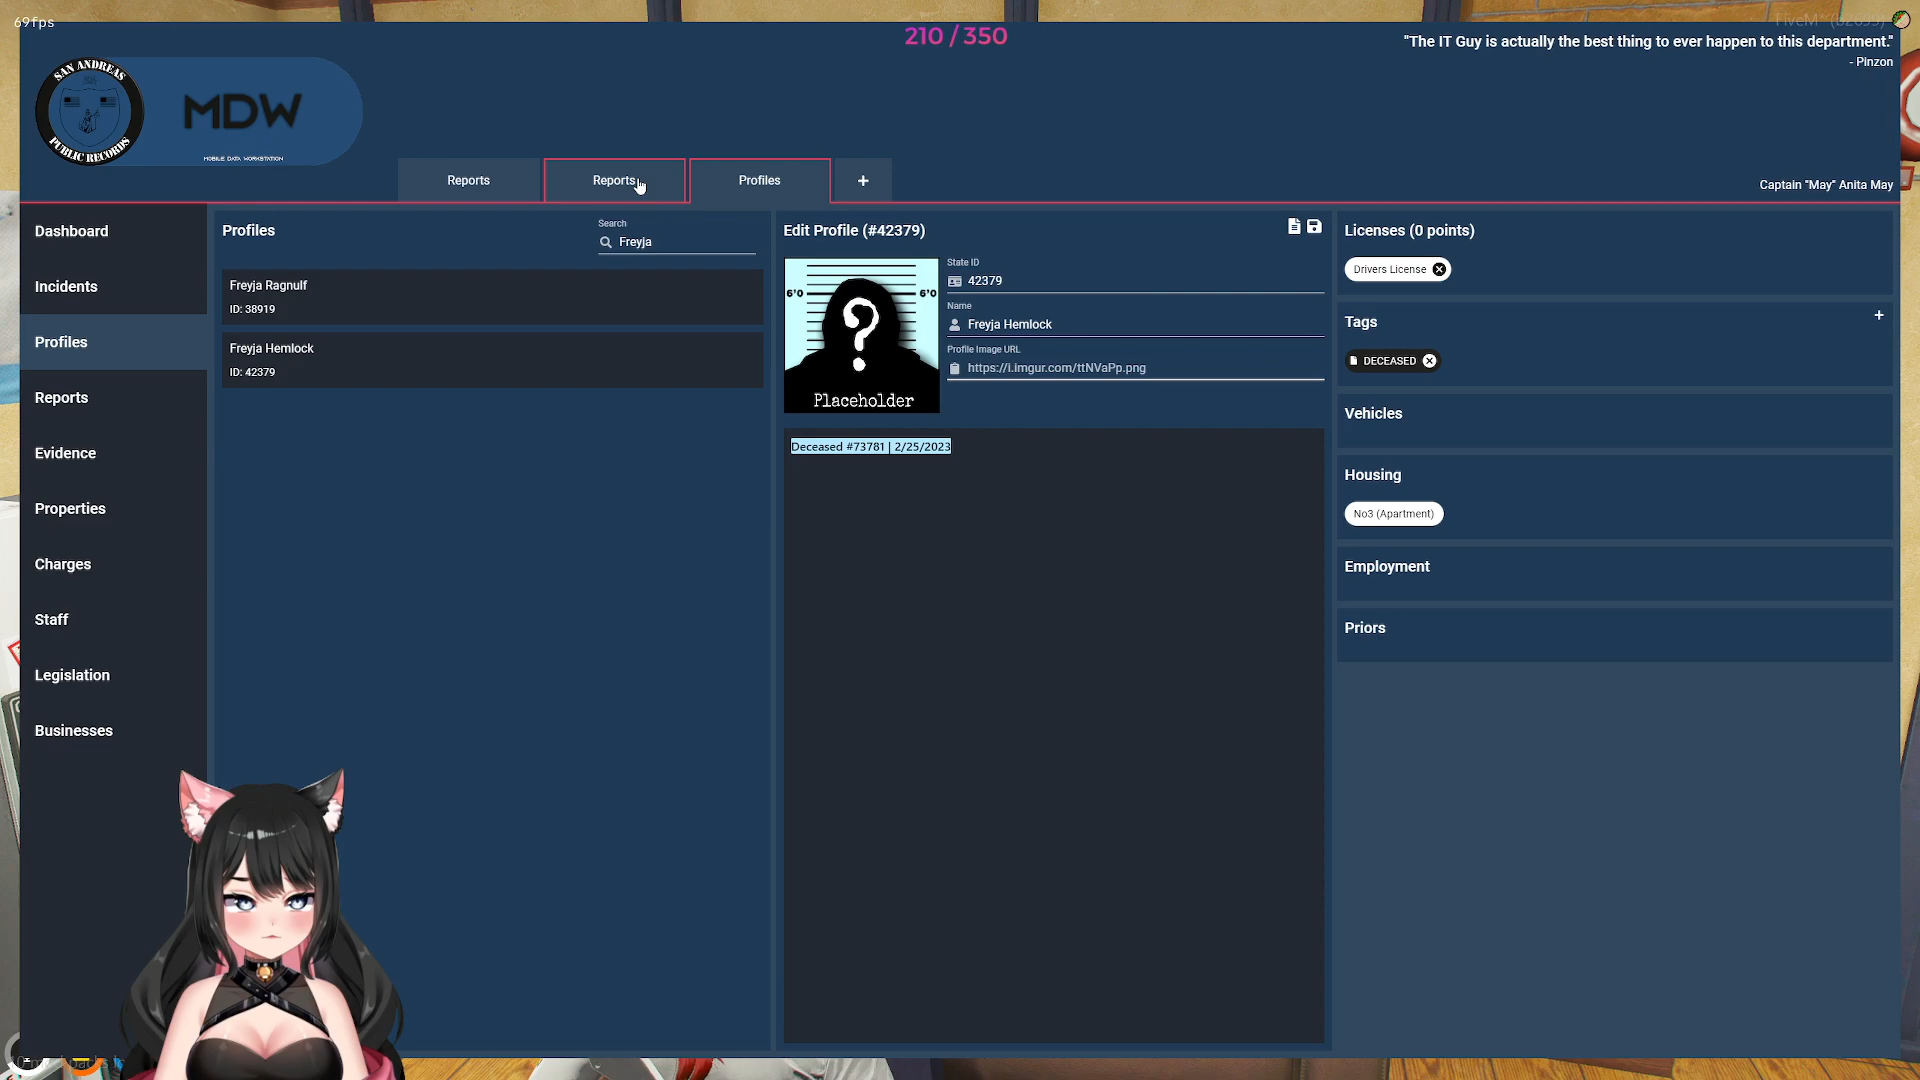 69fps
210 / 350
FiveM
"The IT Guy is actually the best thing to ever happen to this department."
- Pinzon
SAN ANDREAS
PUBLIC RECORDS
MDW
MOBILE DATA WORKSTATION
Reports
Reports
Profiles
+
Captain "May" Anita May
Dashboard
Incidents
Profiles
Reports
Evidence
Properties
Charges
Staff
Legislation
Businesses
Profiles
Search
Freyja
Freyja Ragnulf
ID: 38919
Freyja Hemlock
ID: 42379
Edit Profile (#42379)
6'0 6'0
?
Placeholder
State ID
42379
Name
Freyja Hemlock
Profile Image URL
https://i.imgur.com/ttNVaPp.png
Deceased #73781 | 2/25/2023
Licenses (0 points)
Drivers License
Tags
+
DECEASED
Vehicles
Housing
No3 (Apartment)
Employment
Priors